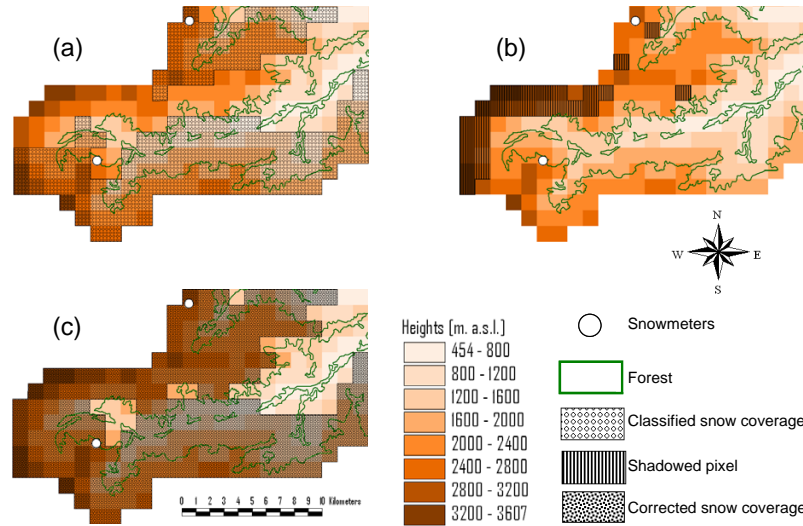 (a)
(b)
N
W E
S
(c)
Heights [m. a.s.l.]
454 - 800
800 - 1200
1200 - 1600
1600 - 2000
2000 - 2400
2400 - 2800
2800 - 3200
3200 - 3607
Snowmeters
Forest
Classified snow coverage
Shadowed pixel
Corrected snow coverage
0 1 2 3 4 5 6 7 8 9 10 Kilometers